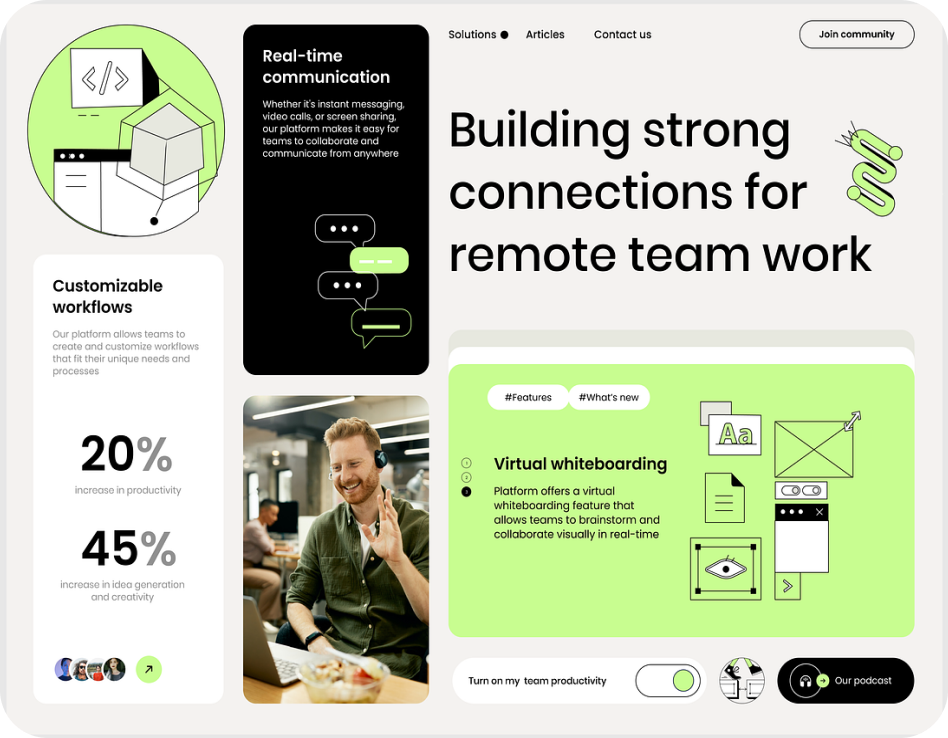 Solutions
Articles
Contact us
Join community
Building strong
connections for
remote team work
Real-time
communication
Whether it's instant messaging,
video calls, or screen sharing,
our platform makes it easy for
teams to collaborate and
communicate from anywhere
</>
Customizable
workflows
Our platform allows teams to
create and customize workflows
that fit their unique needs and
processes
20%
increase in productivity
45%
increase in idea generation
and creativity
#Features
#What's new
1
2
3
Virtual whiteboarding
Platform offers a virtual
whiteboarding feature that
allows teams to brainstorm and
collaborate visually in real-time
Aa
Turn on my team productivity
Our podcast